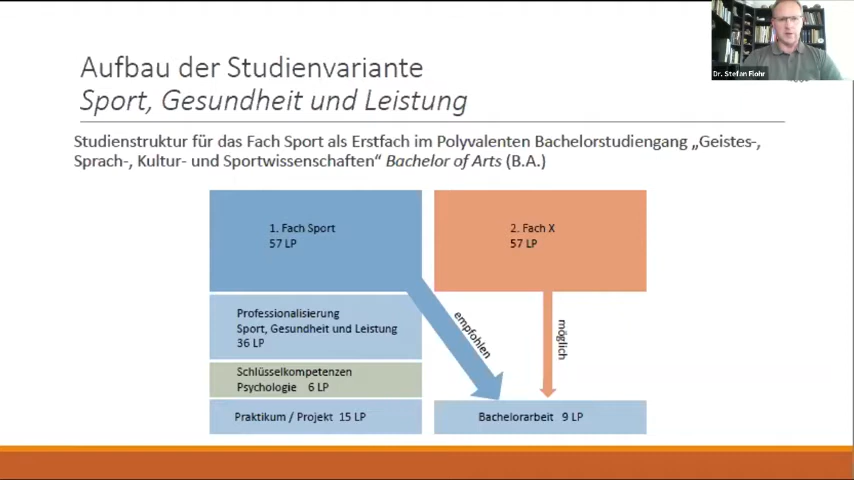 Aufbau der Studienvariante
Sport, Gesundheit und Leistung
Dr. Stefan Flohr
Studienstruktur für das Fach Sport als Erstfach im Polyvalenten Bachelorstudiengang „Geistes-,
Sprach-, Kultur- und Sportwissenschaften“ Bachelor of Arts (B.A.)
1. Fach Sport
57 LP
2. Fach X
57 LP
Professionalisierung
Sport, Gesundheit und Leistung
36 LP
empfohlen
möglich
Schlüsselkompetenzen
Psychologie 6 LP
Praktikum / Projekt 15 LP
Bachelorarbeit 9 LP